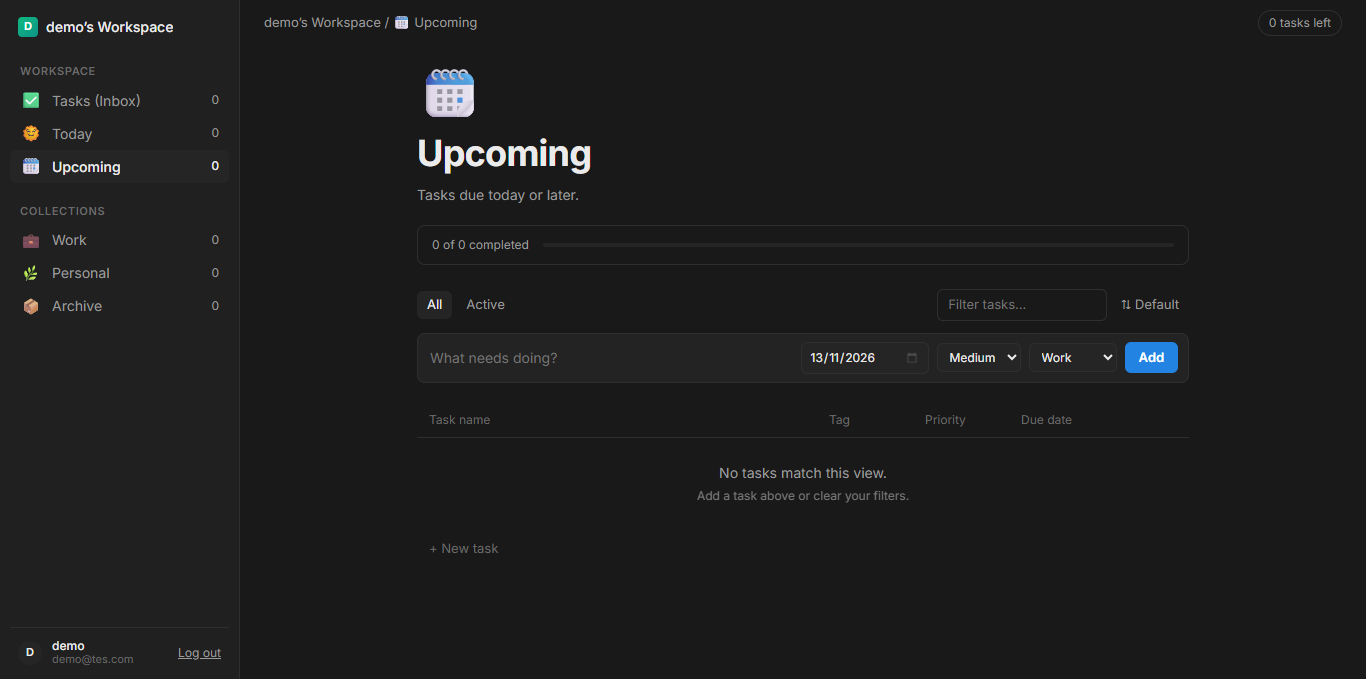 D demo's Workspace
WORKSPACE
Tasks (Inbox) 0
Today 0
Upcoming 0
COLLECTIONS
Work 0
Personal 0
Archive 0
D demo
demo@tes.com
Log out
demo's Workspace / Upcoming
0 tasks left
Upcoming
Tasks due today or later.
0 of 0 completed
All Active Filter tasks... ⇅ Default
What needs doing? 13/11/2026 Medium Work Add
Task name Tag Priority Due date
No tasks match this view.
Add a task above or clear your filters.
+ New task